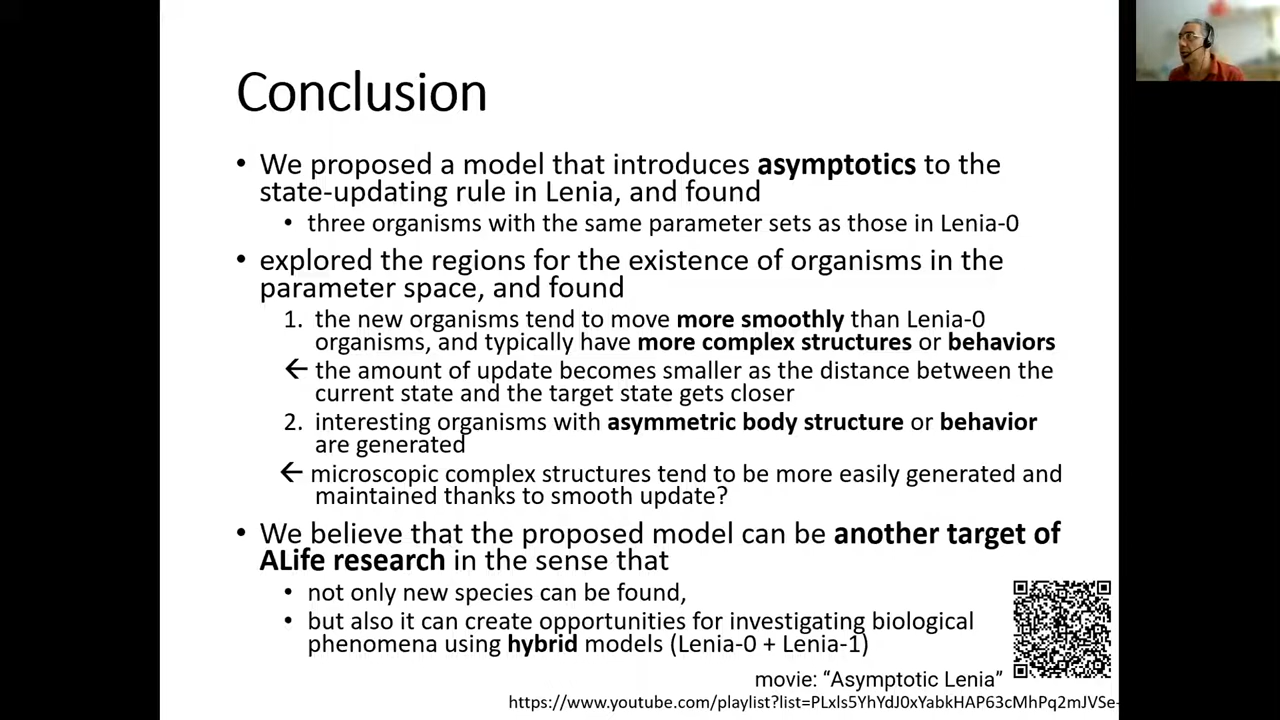 Conclusion
• We proposed a model that introduces asymptotics to the
state-updating rule in Lenia, and found
• three organisms with the same parameter sets as those in Lenia-0
• explored the regions for the existence of organisms in the
parameter space, and found
1. the new organisms tend to move more smoothly than Lenia-0
organisms, and typically have more complex structures or behaviors
← the amount of update becomes smaller as the distance between the
current state and the target state gets closer
2. interesting organisms with asymmetric body structure or behavior
are generated
← microscopic complex structures tend to be more easily generated and
maintained thanks to smooth update?
• We believe that the proposed model can be another target of
ALife research in the sense that
• not only new species can be found,
• but also it can create opportunities for investigating biological
phenomena using hybrid models (Lenia-0 + Lenia-1)
movie: “Asymptotic Lenia”
https://www.youtube.com/playlist?list=PLxls5YhYdJ0xYabkHAP63cMhPq2mJVSe-